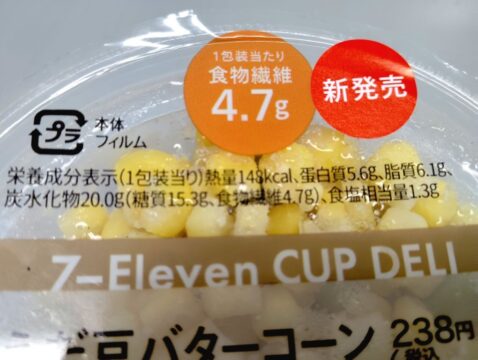 1包装当たり
食物繊維
4.7g
新発売
プラ
本体
フィルム
栄養成分表示(1包装当り)熱量148kcal、蛋白質5.6g、脂質6.1g、
炭水化物20.0g(糖質15.3g、食物繊維4.7g)、食塩相当量1.3g
7-Eleven CUP DELI
豆バターコーン
238円